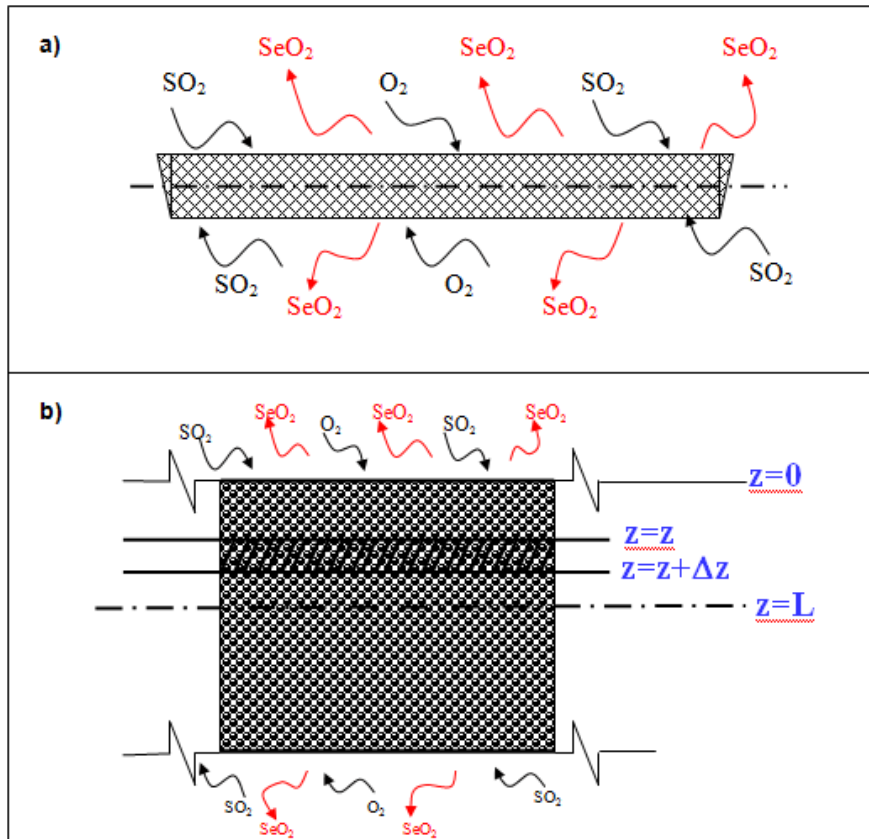 a)
SeO₂ SeO₂ SeO₂
SO₂ O₂ SO₂
SO₂ O₂ SO₂
SeO₂ SeO₂
b)
SeO₂ SeO₂ SeO₂
SO₂ O₂ SO₂
z=0
z=z
z=z+Δz
z=L
SO₂ O₂ SO₂
SeO₂ SeO₂